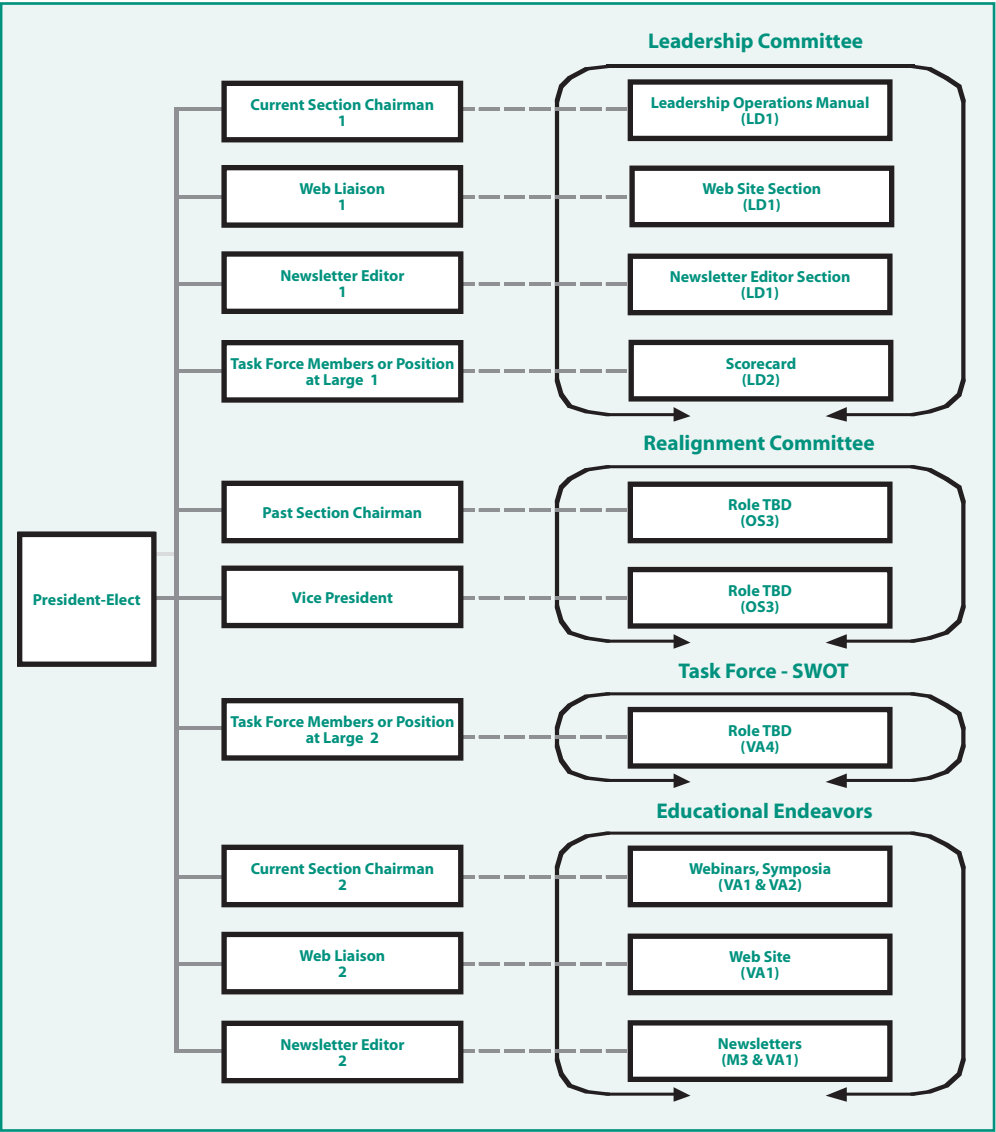 Leadership Committee
Current Section Chairman
1
Leadership Operations Manual
(LD1)
Web Liaison
1
Web Site Section
(LD1)
Newsletter Editor
1
Newsletter Editor Section
(LD1)
Task Force Members or Position
at Large 1
Scorecard
(LD2)
Realignment Committee
Past Section Chairman
Role TBD
(OS3)
President-Elect
Vice President
Role TBD
(OS3)
Task Force - SWOT
Task Force Members or Position
at Large 2
Role TBD
(VA4)
Educational Endeavors
Current Section Chairman
2
Webinars, Symposia
(VA1 & VA2)
Web Liaison
2
Web Site
(VA1)
Newsletter Editor
2
Newsletters
(M3 & VA1)